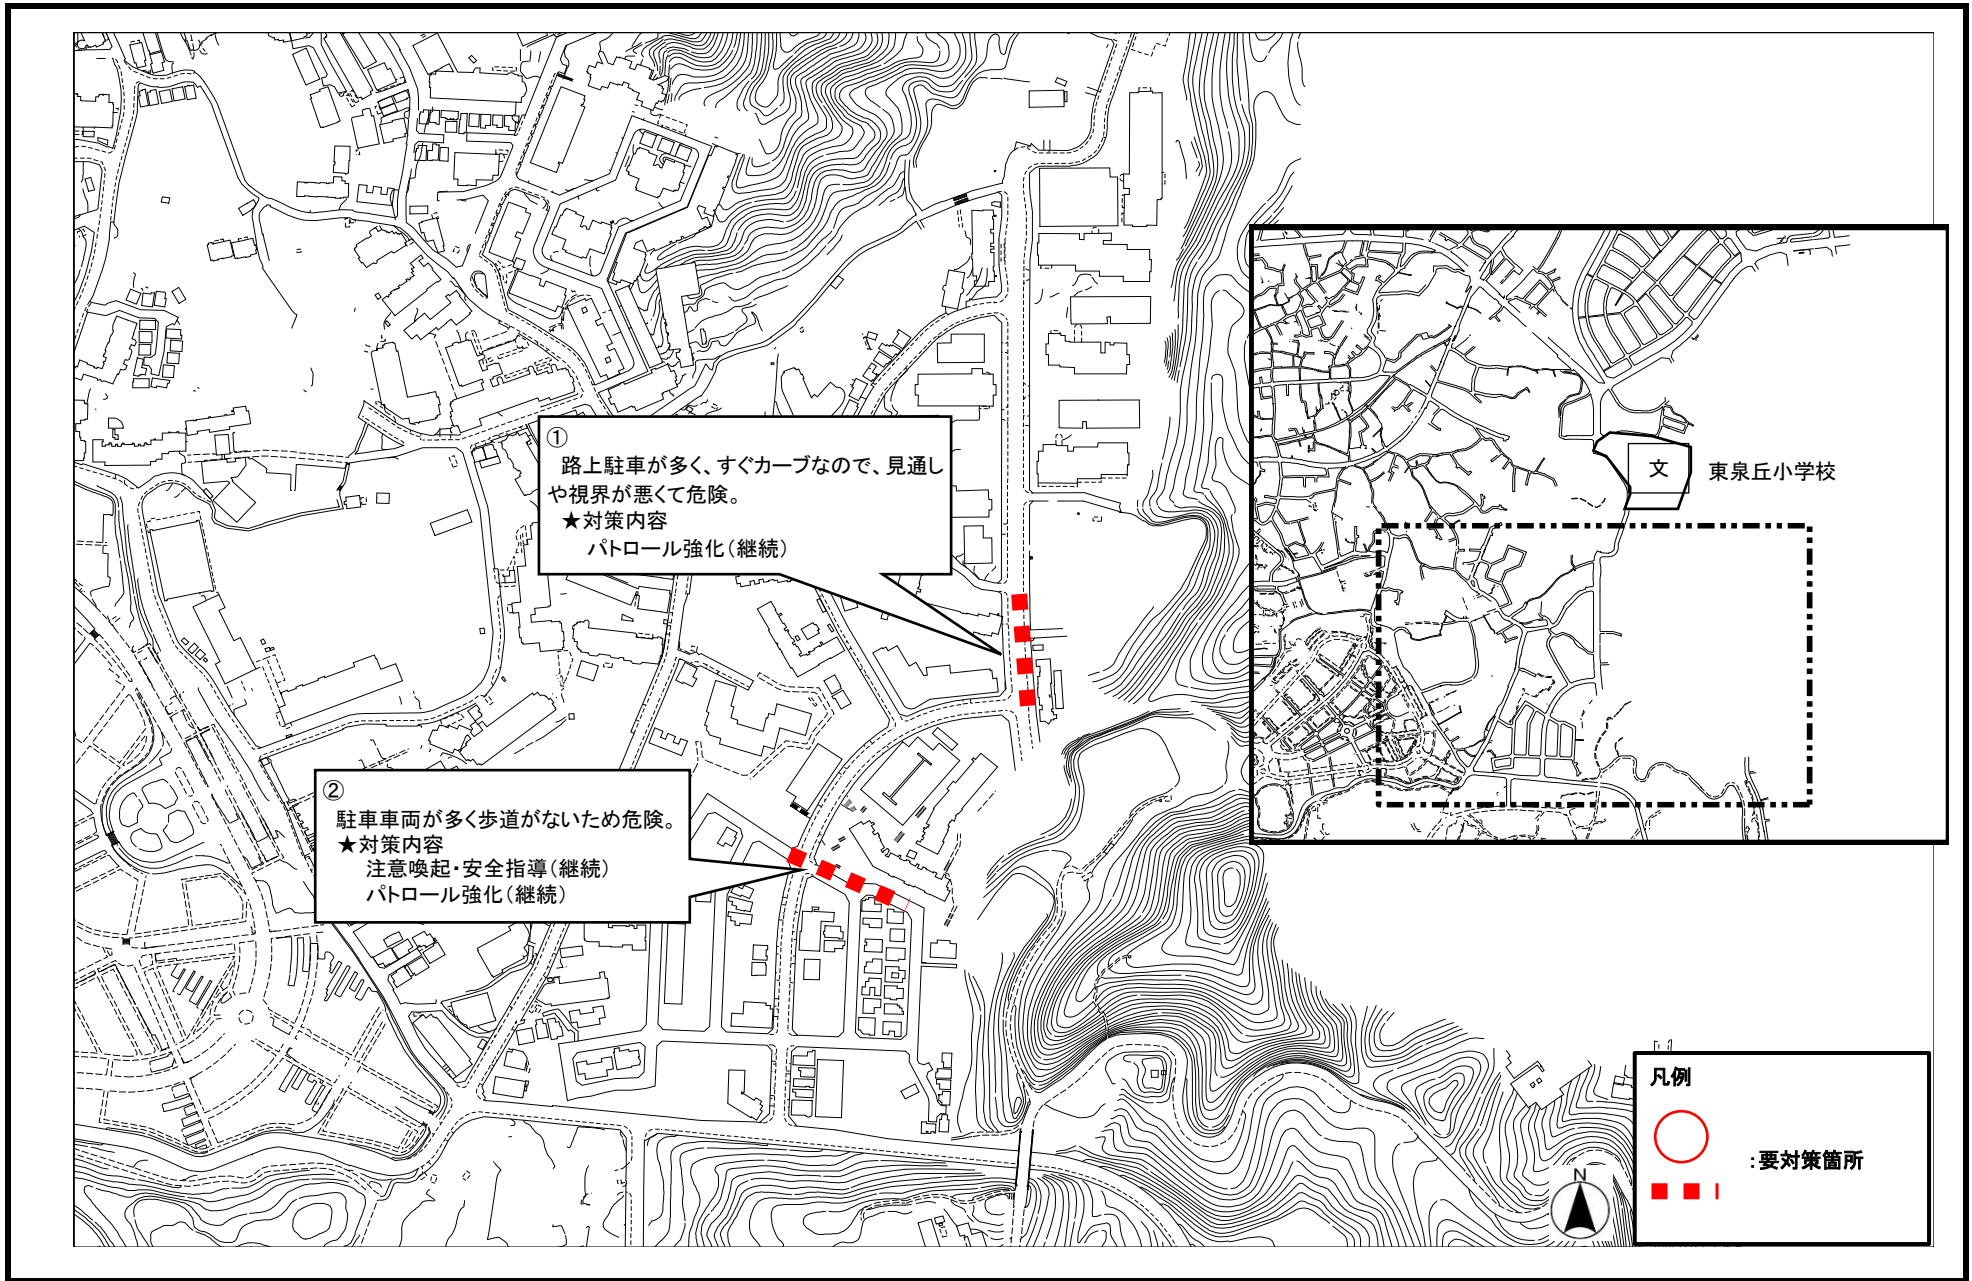 ①
路上駐車が多く、すぐカーブなので、見通し
や視界が悪くて危険。
★対策内容
パトロール強化(継続)
②
駐車車両が多く歩道がないため危険。
★対策内容
注意喚起・安全指導(継続)
パトロール強化(継続)
文
東泉丘小学校
凡例
:要対策箇所
N